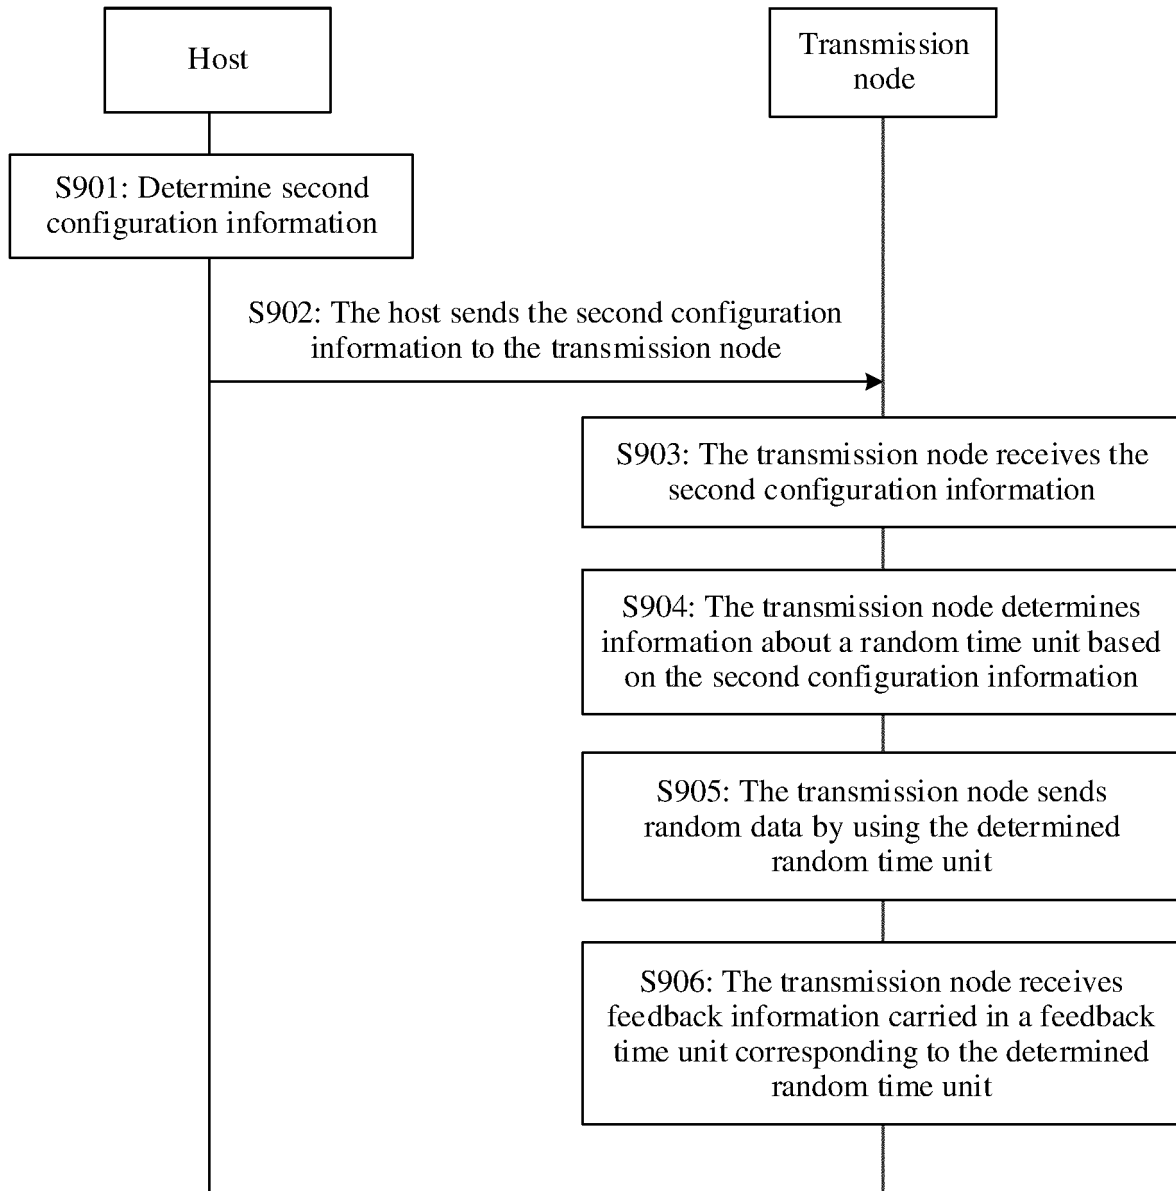 Host
Transmission
node
S901: Determine second
configuration information
S902: The host sends the second configuration
information to the transmission node
S903: The transmission node receives the
second configuration information
S904: The transmission node determines
information about a random time unit based
on the second configuration information
S905: The transmission node sends
random data by using the determined
random time unit
S906: The transmission node receives
feedback information carried in a feedback
time unit corresponding to the determined
random time unit